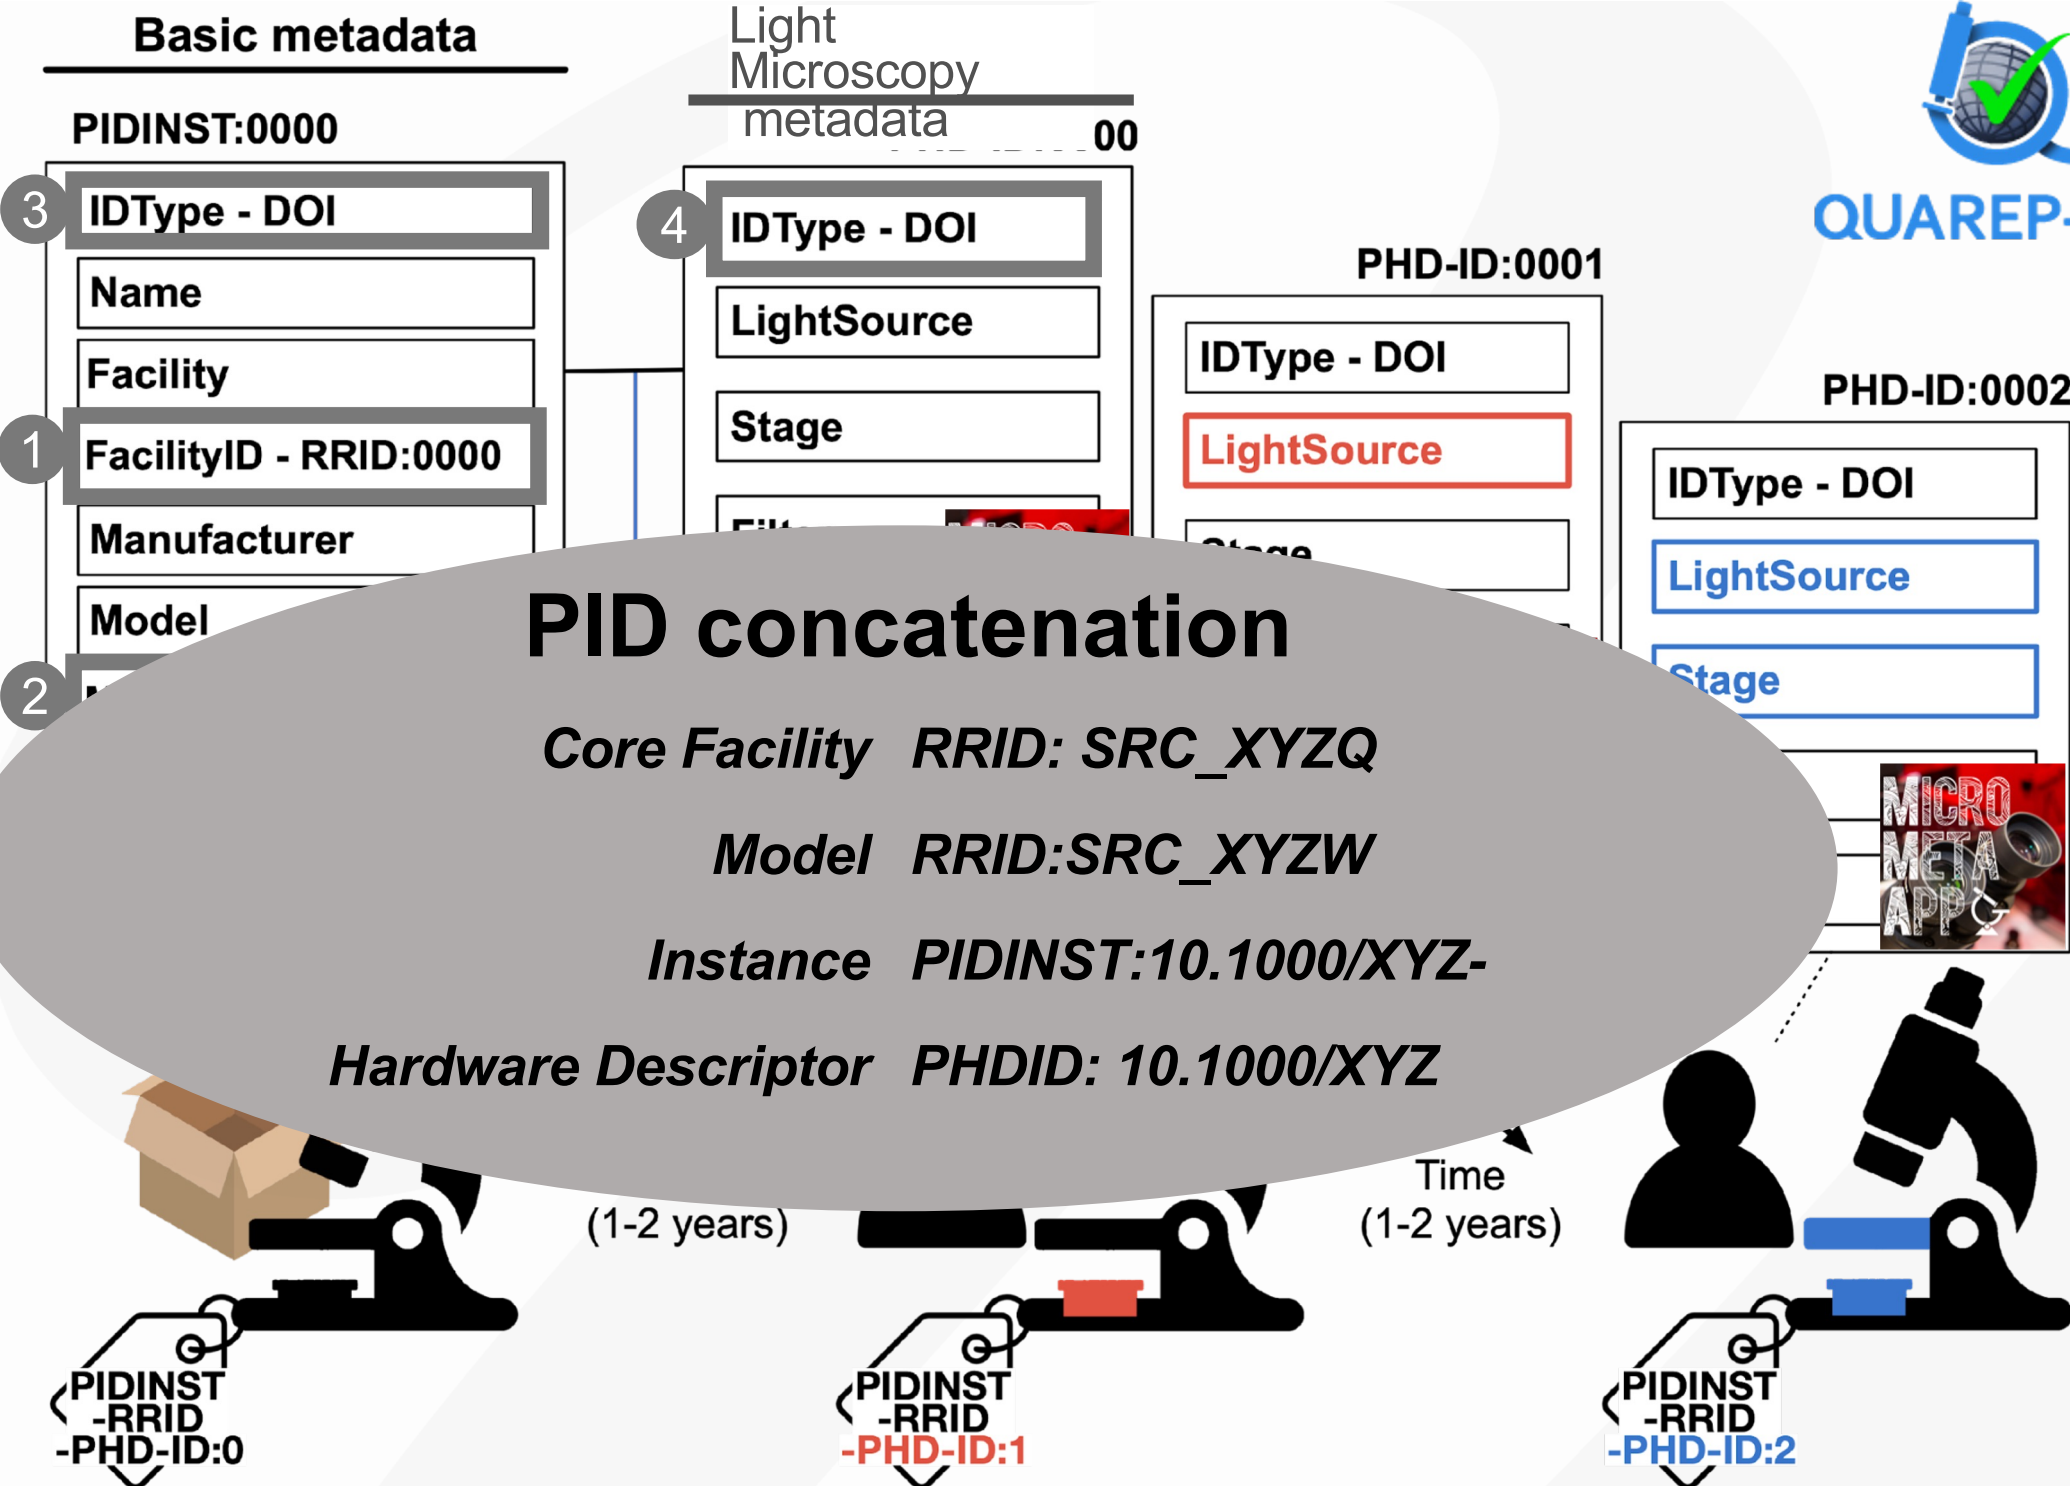 Basic metadata
Light
Microscopy
metadata
PIDINST:0000
00
3
IDType - DOI
Name
Facility
1
FacilityID - RRID:0000
Manufacturer
Model
2
4
IDType - DOI
LightSource
Stage
PHD-ID:0001
IDType - DOI
LightSource
Stage
PHD-ID:0002
IDType - DOI
LightSource
Stage
QUAREP-
MICRO
META
APP
PID concatenation
Core Facility RRID: SRC_XYZQ
Model RRID:SRC_XYZW
Instance PIDINST:10.1000/XYZ-
Hardware Descriptor PHDID: 10.1000/XYZ
(1-2 years)
Time
(1-2 years)
PIDINST
-RRID
-PHD-ID:0
PIDINST
-RRID
-PHD-ID:1
PIDINST
-RRID
-PHD-ID:2